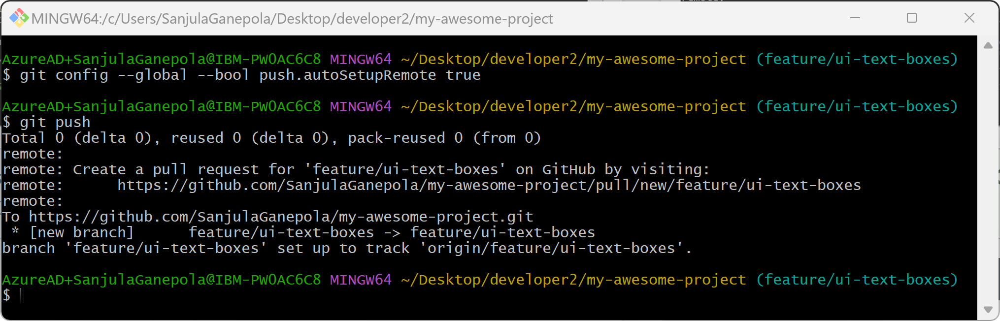 MINGW64:/c/Users/SanjulaGanepola/Desktop/developer2/my-awesome-project
AzureAD+SanjulaGanepola@IBM-PW0AC6C8 MINGW64 ~/Desktop/developer2/my-awesome-project (feature/ui-text-boxes)
$ git config --global --bool push.autoSetupRemote true
AzureAD+SanjulaGanepola@IBM-PW0AC6C8 MINGW64 ~/Desktop/developer2/my-awesome-project (feature/ui-text-boxes)
$ git push
Total 0 (delta 0), reused 0 (delta 0), pack-reused 0 (from 0)
remote:
remote: Create a pull request for 'feature/ui-text-boxes' on GitHub by visiting:
remote:      https://github.com/SanjulaGanepola/my-awesome-project/pull/new/feature/ui-text-boxes
remote:
To https://github.com/SanjulaGanepola/my-awesome-project.git
 * [new branch]      feature/ui-text-boxes -> feature/ui-text-boxes
branch 'feature/ui-text-boxes' set up to track 'origin/feature/ui-text-boxes'.
AzureAD+SanjulaGanepola@IBM-PW0AC6C8 MINGW64 ~/Desktop/developer2/my-awesome-project (feature/ui-text-boxes)
$